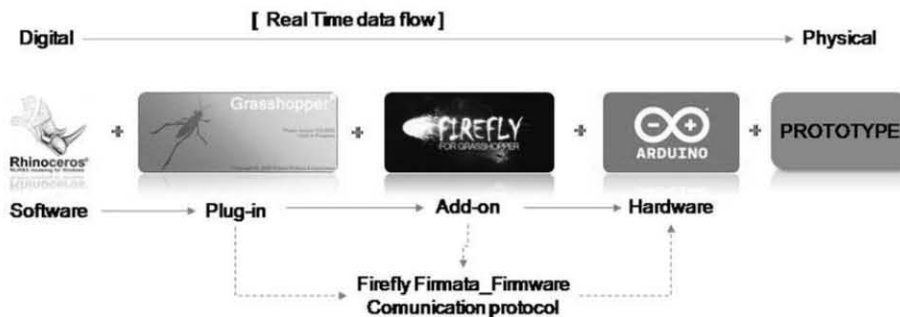 [ Real Time data flow ]
Digital
Physical
Rhinoceros®
Grasshopper
FIREFLY
FOR GRASSHOPPER
ARDUINO
PROTOTYPE
Software
Plug-in
Add-on
Hardware
Firefly Firmata_Firmware
Comunication protocol